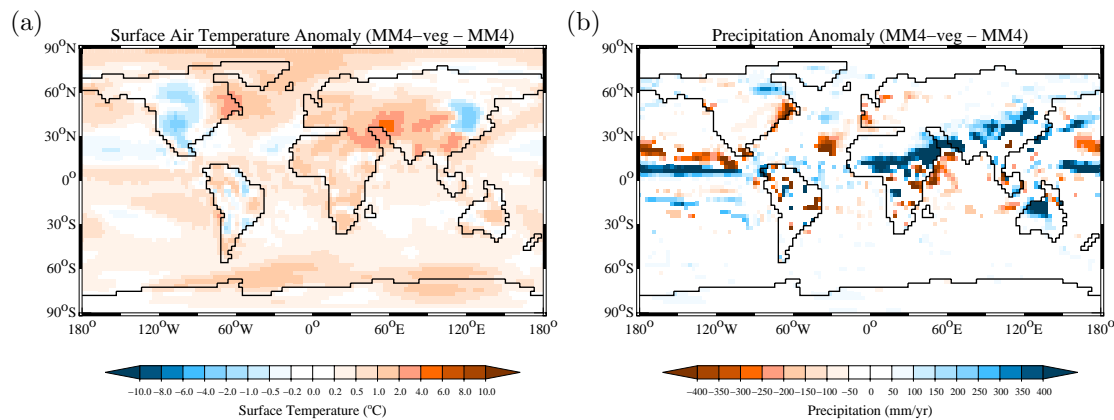 (a)
Surface Air Temperature Anomaly (MM4−veg − MM4)
90°N
60°N
30°N
0°
30°S
60°S
90°S
180° 120°W 60°W 0° 60°E 120°E 180°
−10.0 −8.0 −6.0 −4.0 −2.0 −1.0 −0.5 −0.2 0.0 0.2 0.5 1.0 2.0 4.0 6.0 8.0 10.0
Surface Temperature (°C)
(b)
Precipitation Anomaly (MM4−veg − MM4)
90°N
60°N
30°N
0°
30°S
60°S
90°S
180° 120°W 60°W 0° 60°E 120°E 180°
−400 −350 −300 −250 −200 −150 −100 −50 0 50 100 150 200 250 300 350 400
Precipitation (mm/yr)